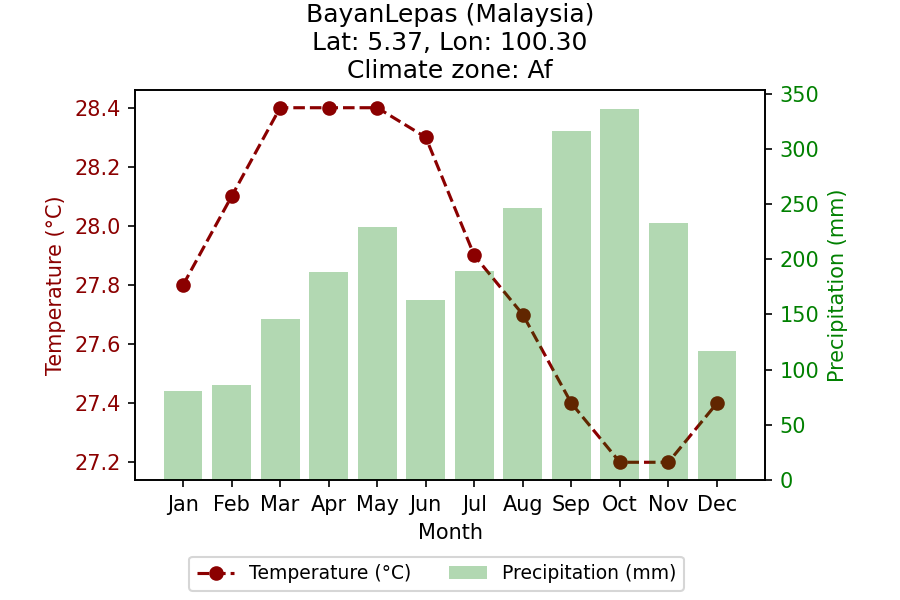 BayanLepas (Malaysia)
Lat: 5.37, Lon: 100.30
Climate zone: Af
Temperature (°C)
28.4
28.2
28.0
27.8
27.6
27.4
27.2
350
300
250
200
150
100
50
0
Precipitation (mm)
Jan Feb Mar Apr May Jun Jul Aug Sep Oct Nov Dec
Month
Temperature (°C) Precipitation (mm)